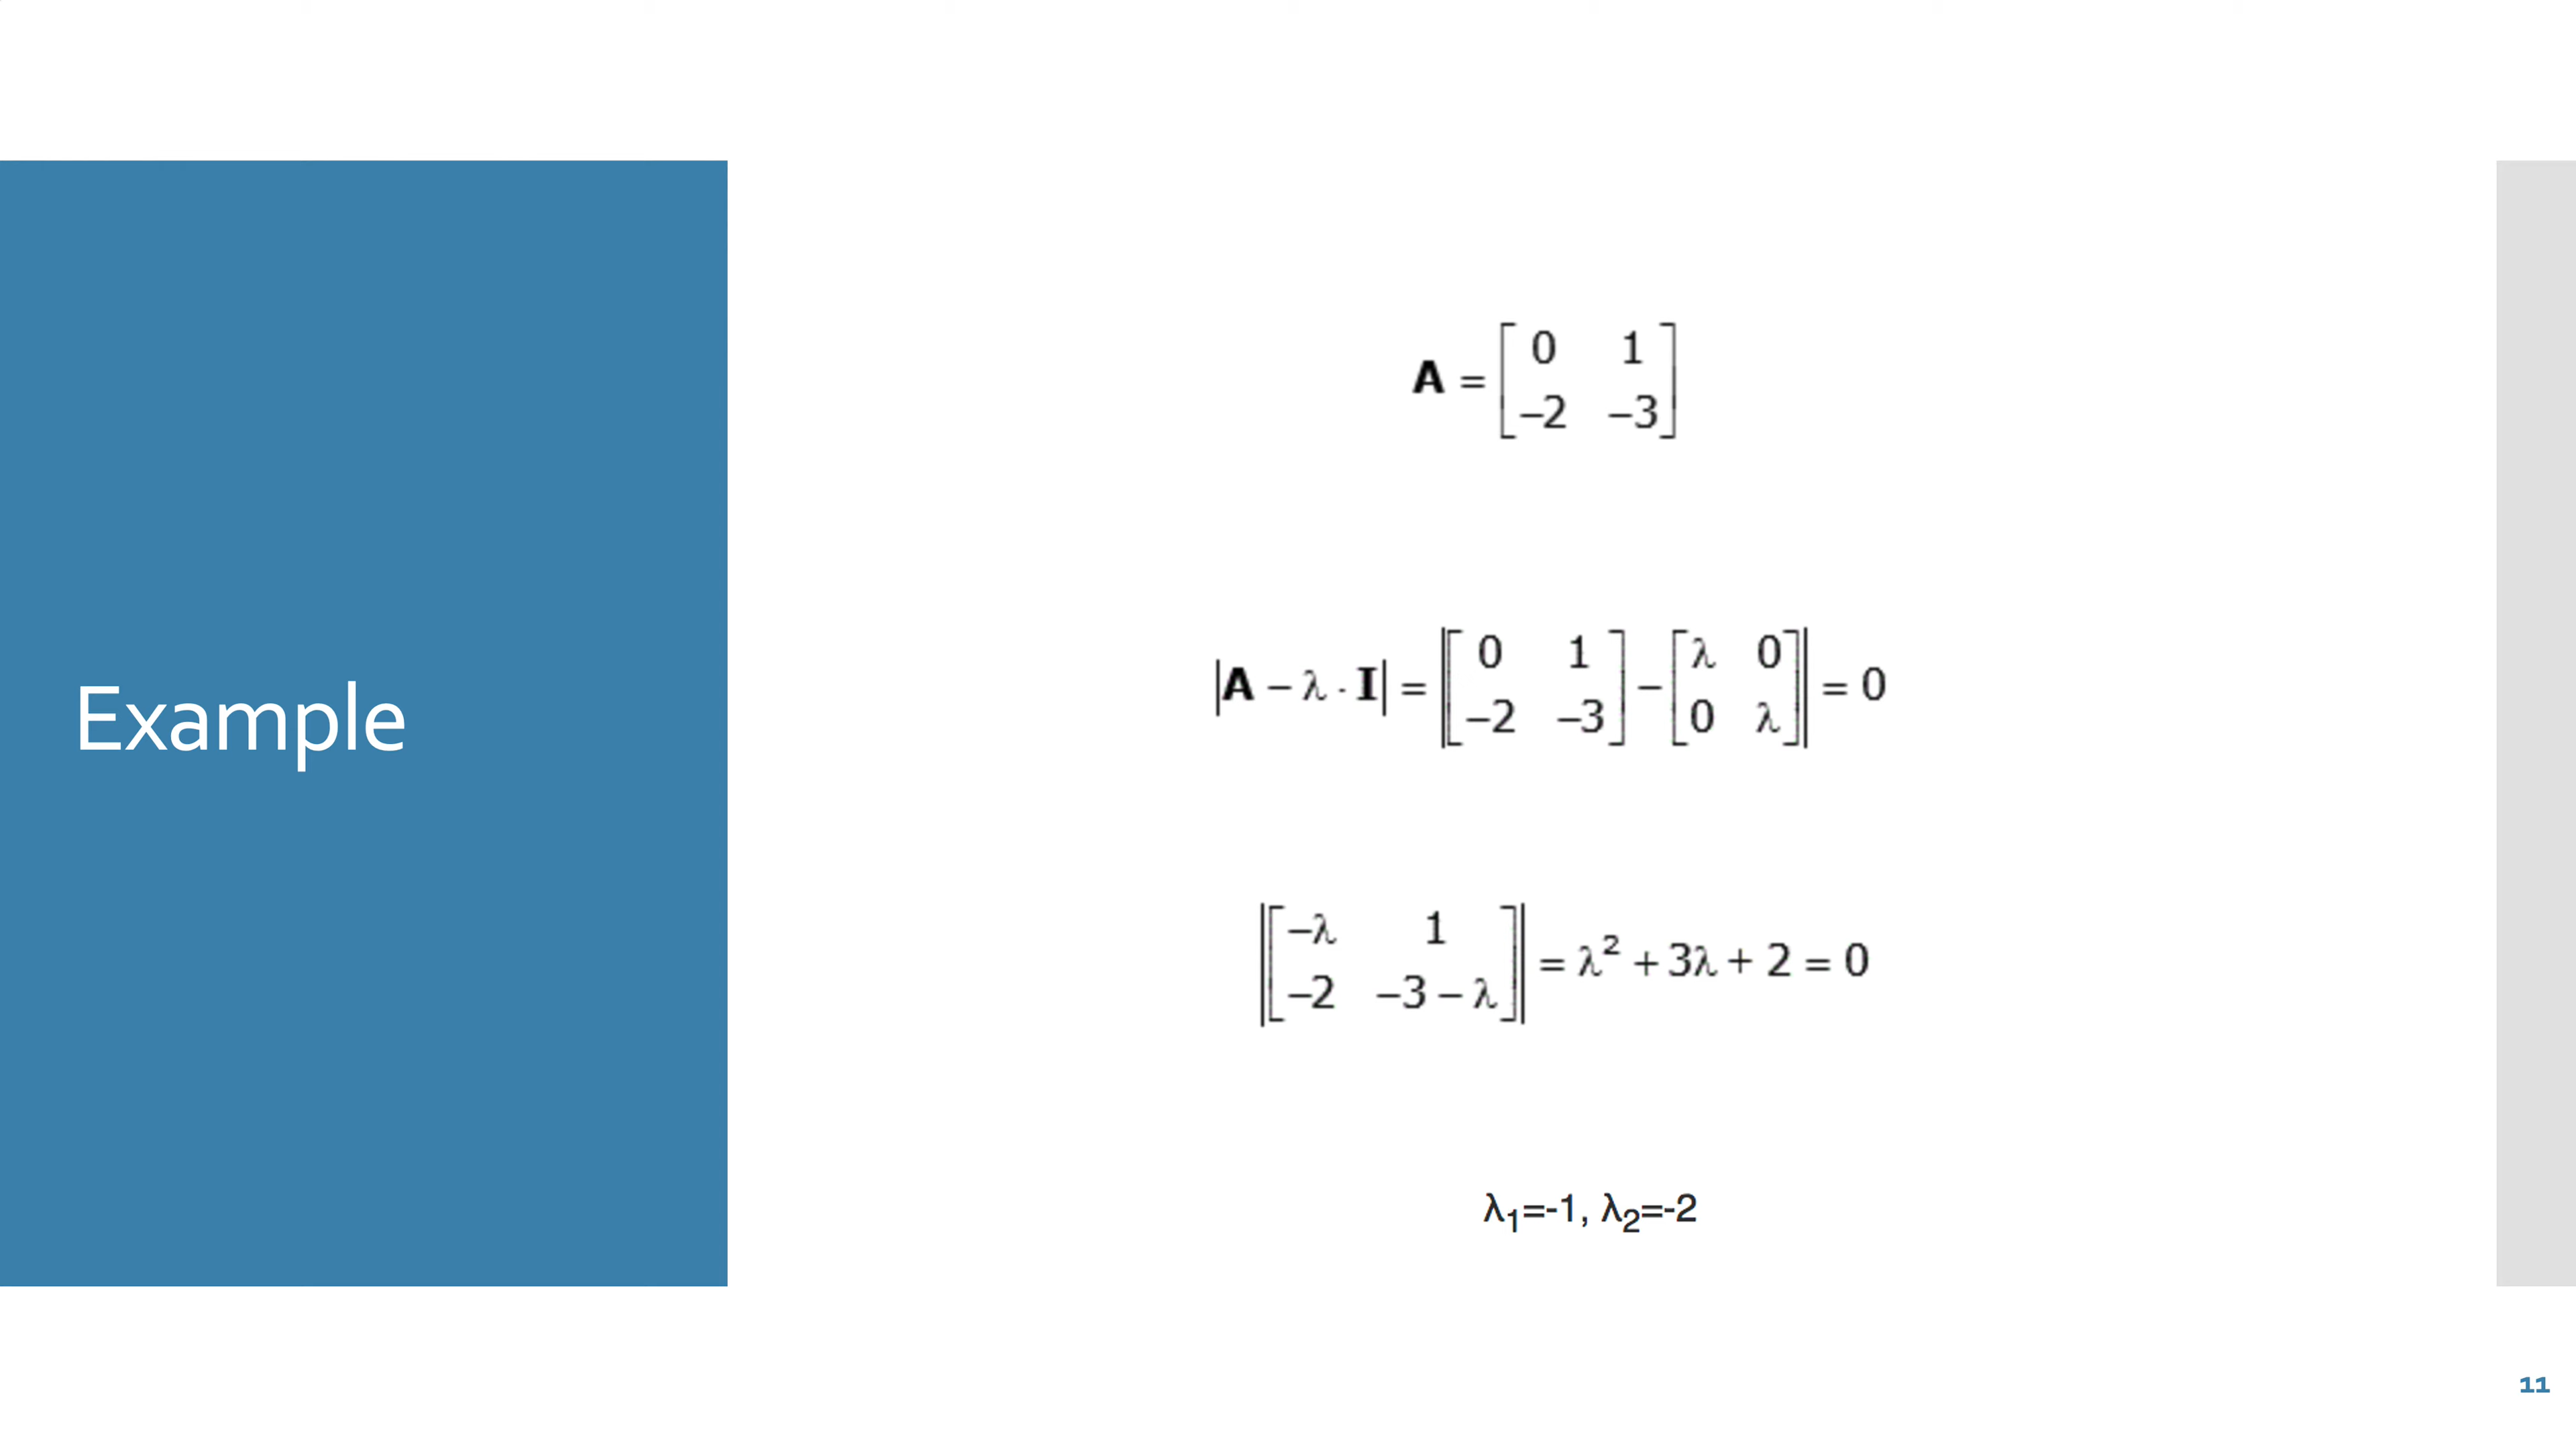 Example
A = [ 0 1 ]
[ –2 –3 ]
|A – λ · I| = |[ 0 1 ] – [ λ 0 ]| = 0
|[ –2 –3 ] [ 0 λ ]|
|[ –λ 1 ]| = λ² + 3λ + 2 = 0
|[ –2 –3 – λ ]|
λ₁=-1, λ₂=-2
11